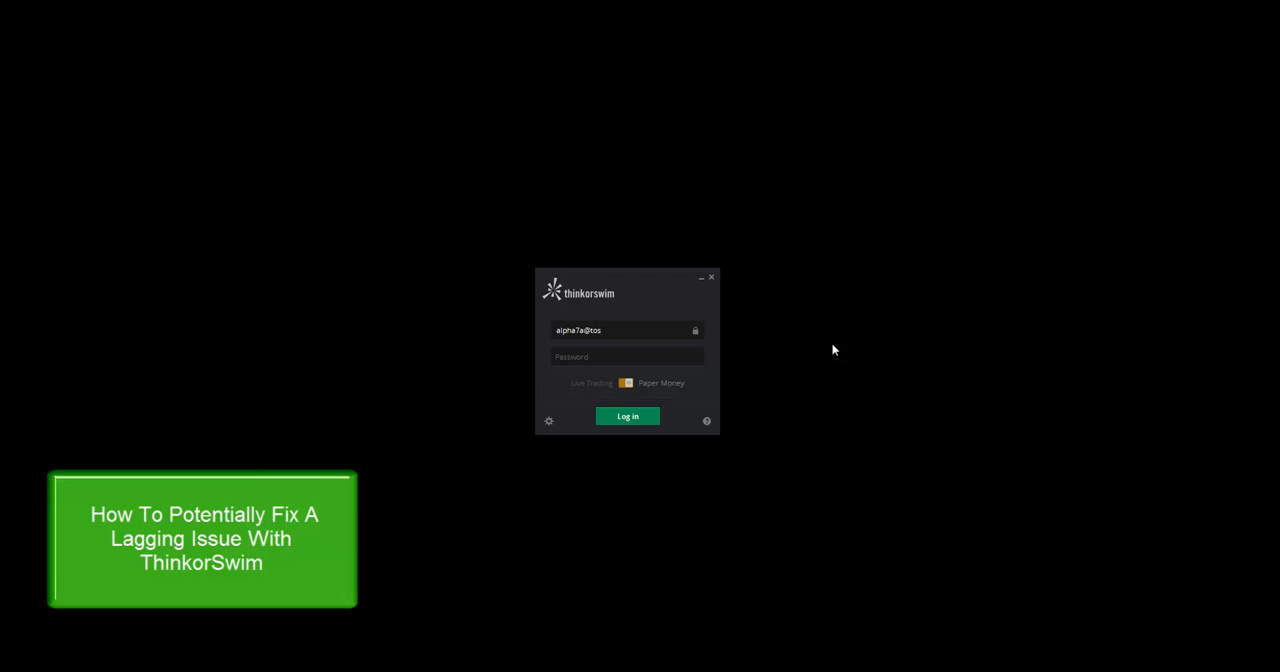 thinkorswim
alpha7a@tos
Password
Live Trading
Paper Money
Log in
How To Potentially Fix A
Lagging Issue With
ThinkorSwim